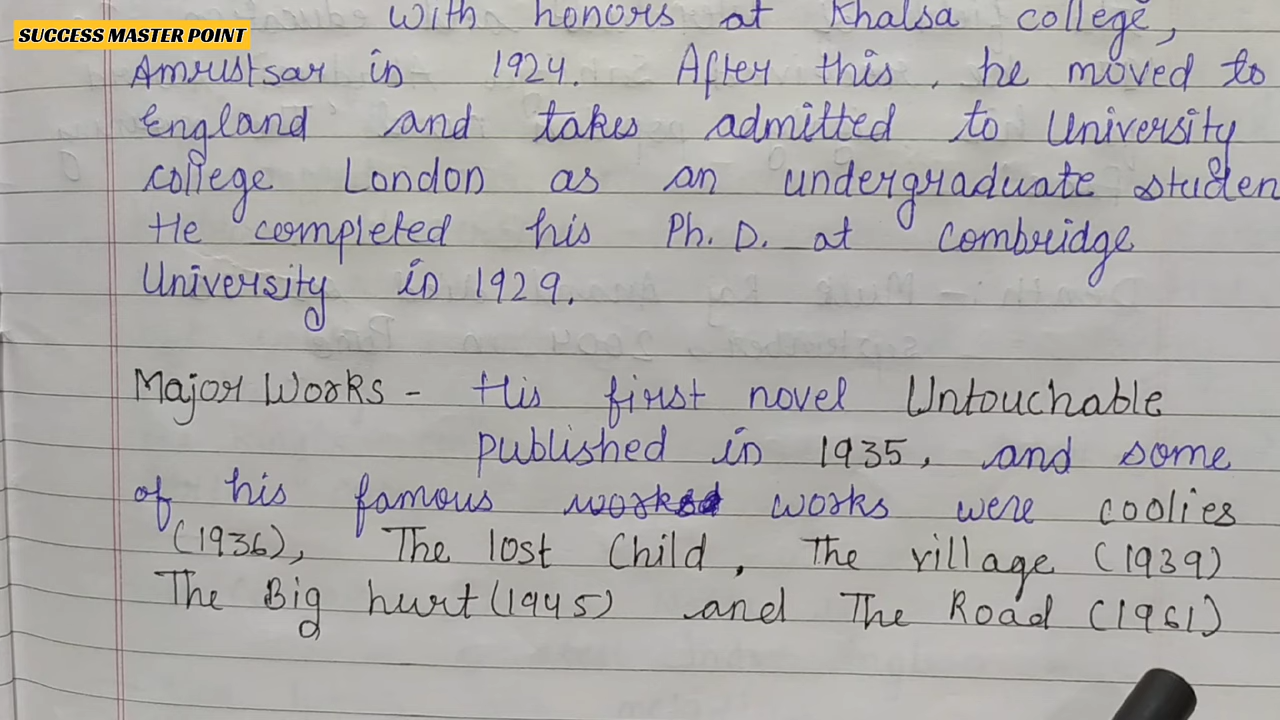 SUCCESS MASTER POINT
with honors at Khalsa college,
Amrustsar in 1924. After this, he moved to
England and takes admitted to University
college London as an undergraduate studen
He completed his Ph. D. at combridge
University in 1929.
Major Works - His first novel Untouchable
published in 1935, and some
of his famous works were coolies
(1936), The lost Child, The village (1939)
The Big hurt (1945) and The Road (1961)